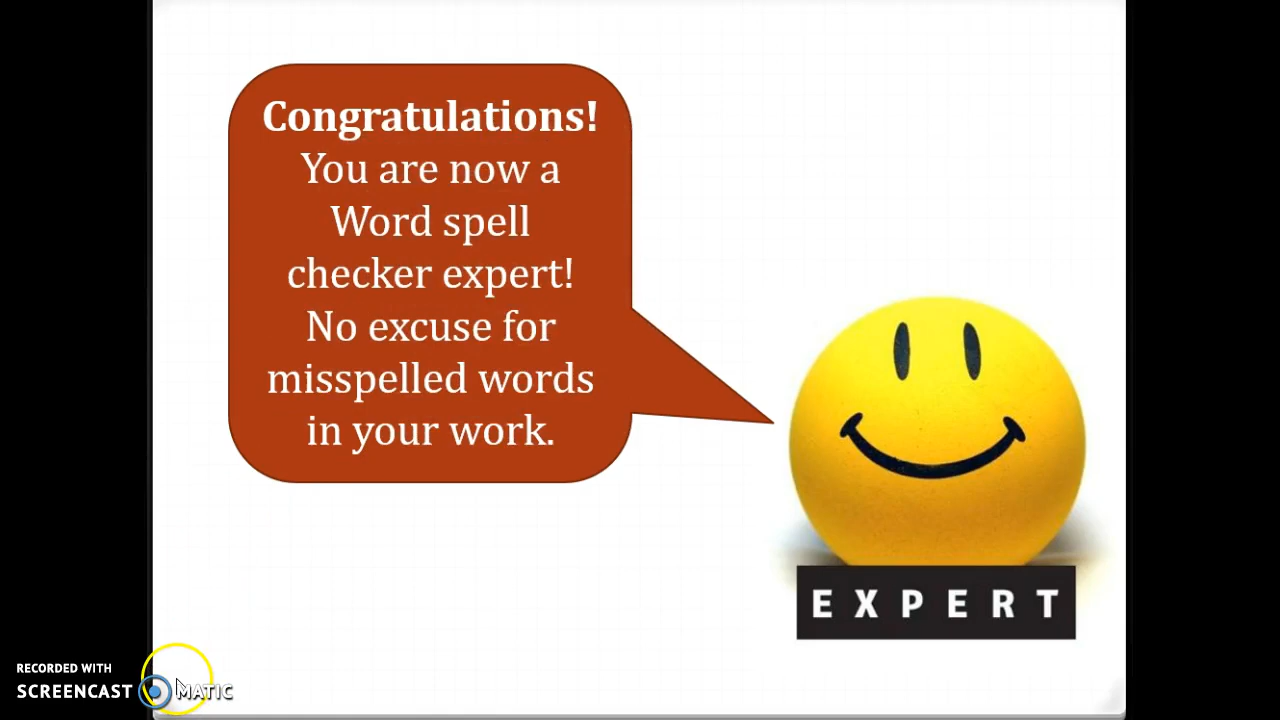 Congratulations!
You are now a
Word spell
checker expert!
No excuse for
misspelled words
in your work.
EXPERT
RECORDED WITH
SCREENCAST MATIC